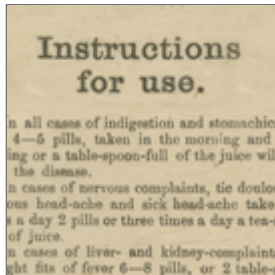 Instructions
for use.
n all cases of indigestion and stomachic
4—5 pills, taken in the morning and
ing or a table-spoon-full of the juice wil
the disease.
n cases of nervous complaints, tic doulo
ous head-ache and sick head-ache take
s a day 2 pills or three times a day a tea-s
of juice.
n cases of liver- and kidney-complaint
ght fits of fever 6—8 pills, or 2 table-s